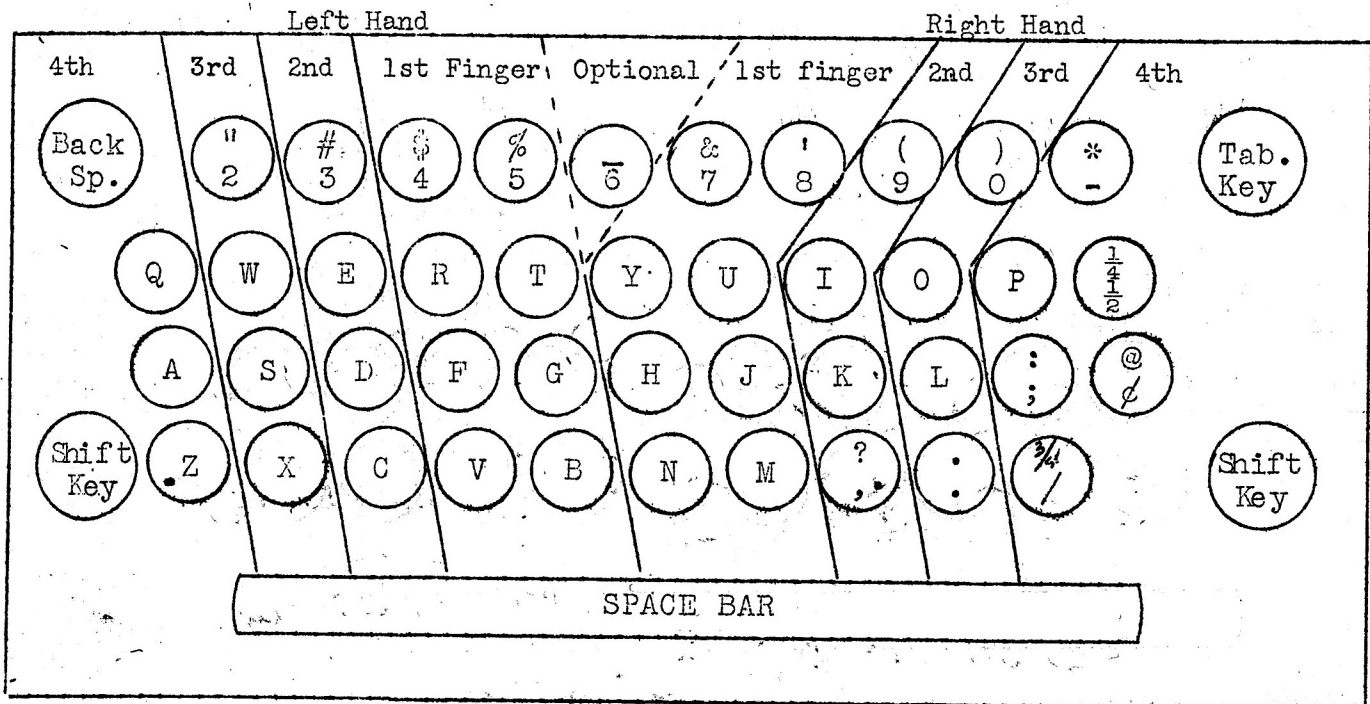 Left Hand Right Hand
4th 3rd 2nd 1st Finger Optional 1st finger 2nd 3rd 4th
Back " # $ % _ & ' ( ) * Tab.
Sp. 2 3 4 5 6 7 8 9 0 - Key
Q W E R T Y U I O P 1/4 1/2
A S D F G H J K L : ; @ ¢
Shift Z X C V B N M ? , : . 3/4 / Shift
Key Key
SPACE BAR